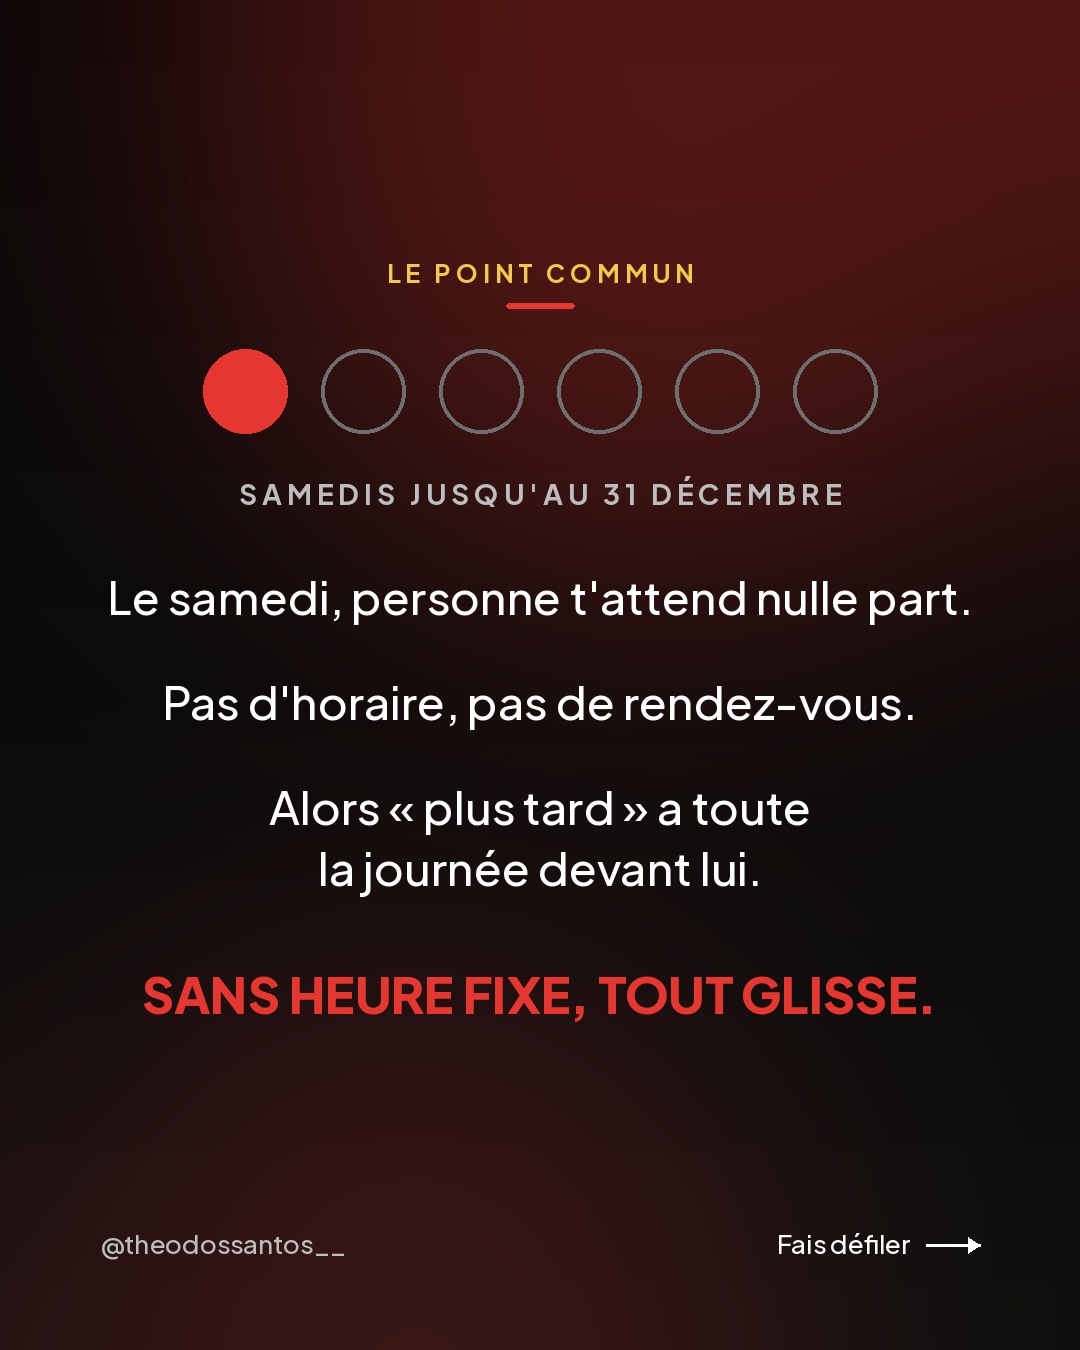 LE POINT COMMUN
SAMEDIS JUSQU'AU 31 DÉCEMBRE
Le samedi, personne t'attend nulle part.
Pas d'horaire, pas de rendez-vous.
Alors « plus tard » a toute
la journée devant lui.
SANS HEURE FIXE, TOUT GLISSE.
@theodossantos__
Fais défiler